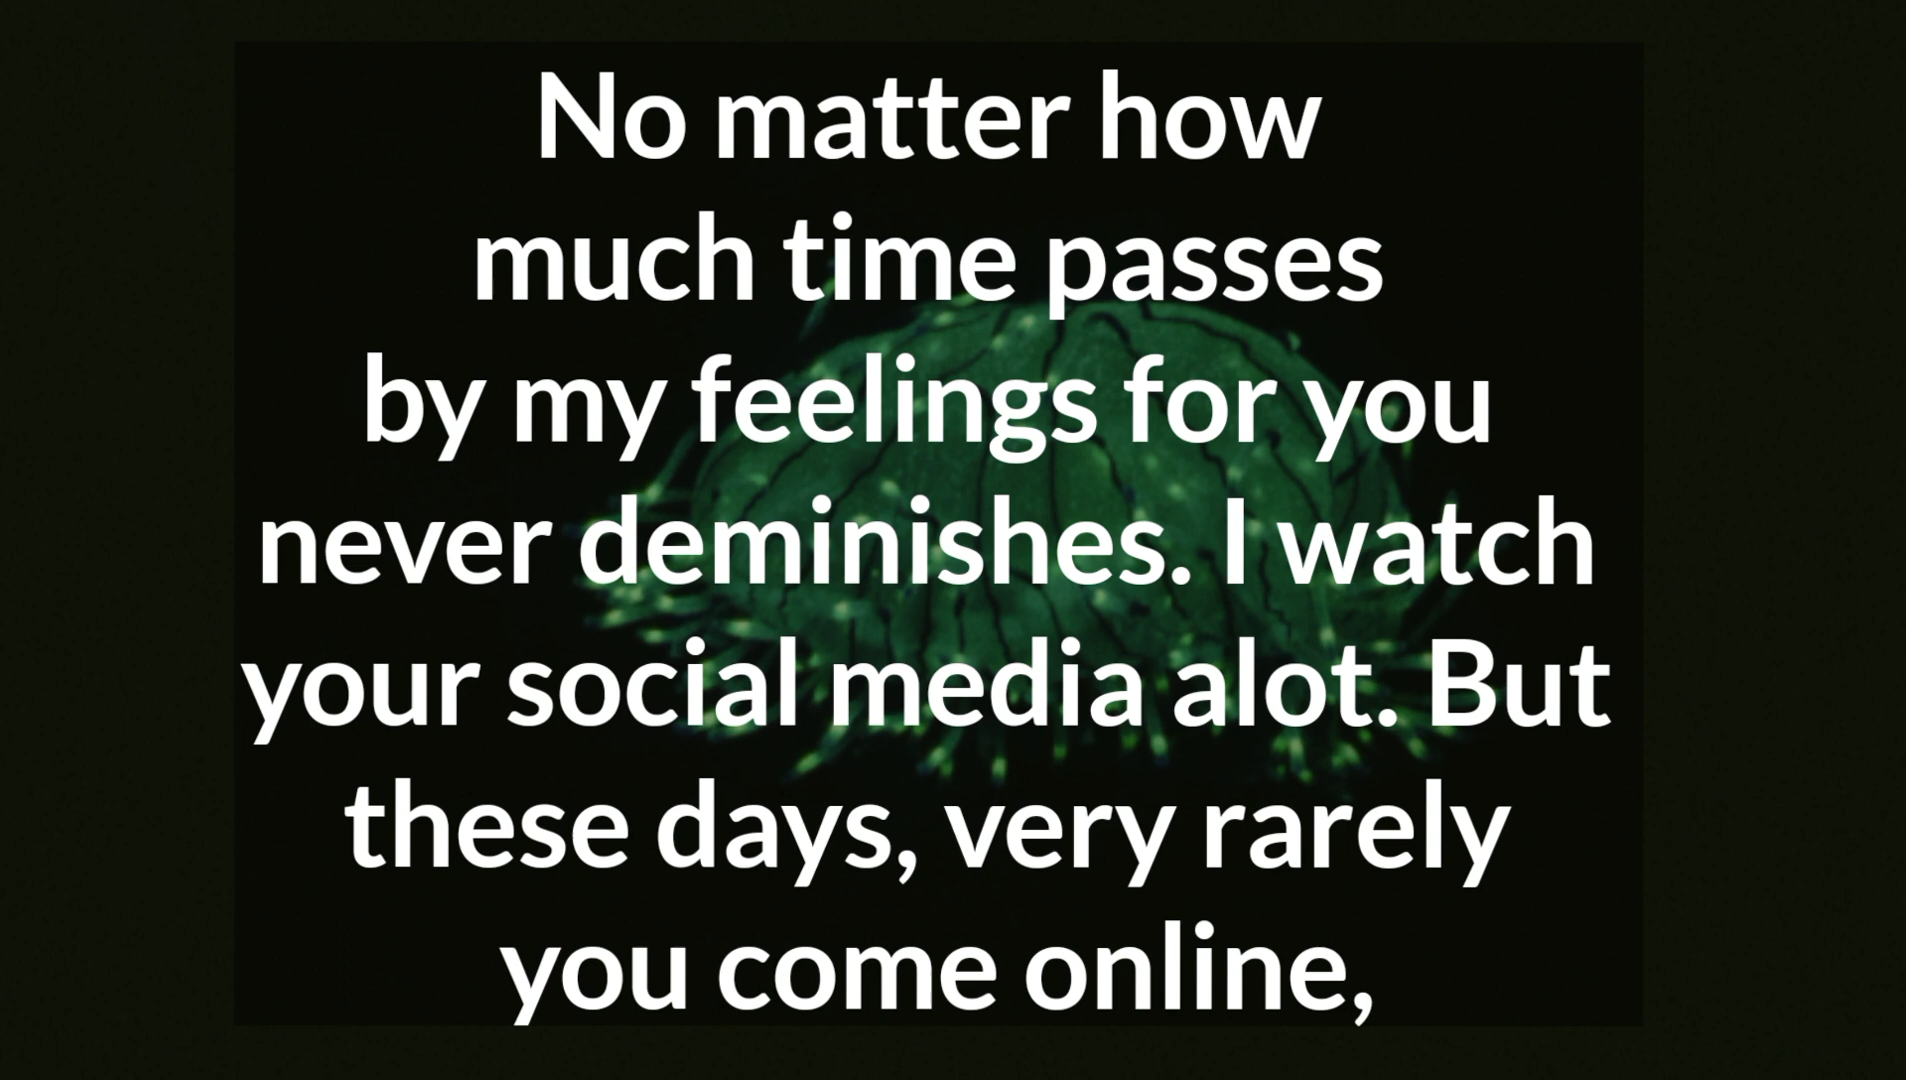 No matter how
much time passes
by my feelings for you
never deminishes. I watch
your social media alot. But
these days, very rarely
you come online,